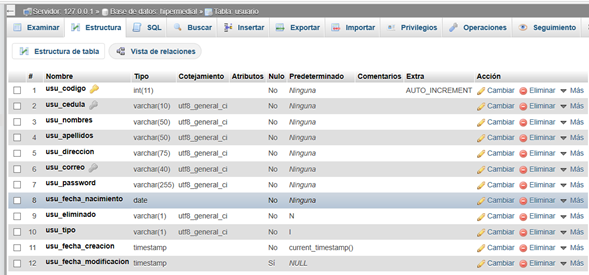 Servidor: 127.0.0.1 » Base de datos: hipermedial » Tabla: usuario
Examinar Estructura SQL Buscar Insertar Exportar Importar Privilegios Operaciones Seguimiento
Estructura de tabla Vista de relaciones
# Nombre Tipo Cotejamiento Atributos Nulo Predeterminado Comentarios Extra Acción
1 usu_codigo int(11) No Ninguna AUTO_INCREMENT Cambiar Eliminar Más
2 usu_cedula varchar(10) utf8_general_ci No Ninguna Cambiar Eliminar Más
3 usu_nombres varchar(50) utf8_general_ci No Ninguna Cambiar Eliminar Más
4 usu_apellidos varchar(50) utf8_general_ci No Ninguna Cambiar Eliminar Más
5 usu_direccion varchar(75) utf8_general_ci No Ninguna Cambiar Eliminar Más
6 usu_correo varchar(40) utf8_general_ci No Ninguna Cambiar Eliminar Más
7 usu_password varchar(255) utf8_general_ci No Ninguna Cambiar Eliminar Más
8 usu_fecha_nacimiento date No Ninguna Cambiar Eliminar Más
9 usu_eliminado varchar(1) utf8_general_ci No N Cambiar Eliminar Más
10 usu_tipo varchar(1) utf8_general_ci No I Cambiar Eliminar Más
11 usu_fecha_creacion timestamp No current_timestamp() Cambiar Eliminar Más
12 usu_fecha_modificacion timestamp Sí NULL Cambiar Eliminar Más